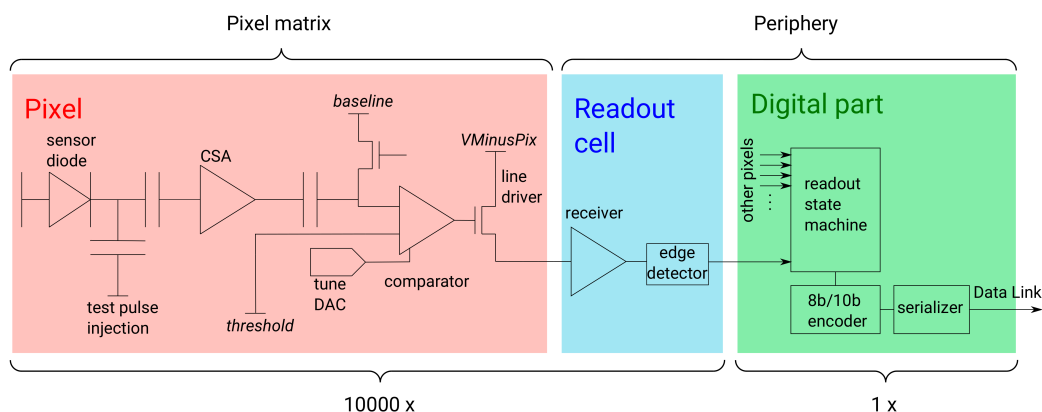 Pixel matrix
Periphery
Pixel
Readout
cell
Digital part
sensor
diode
CSA
baseline
VMinusPix
line
driver
test pulse
injection
threshold
tune
DAC
comparator
receiver
edge
detector
other pixels
...
readout
state
machine
8b/10b
encoder
serializer
Data Link
10000 x
1 x